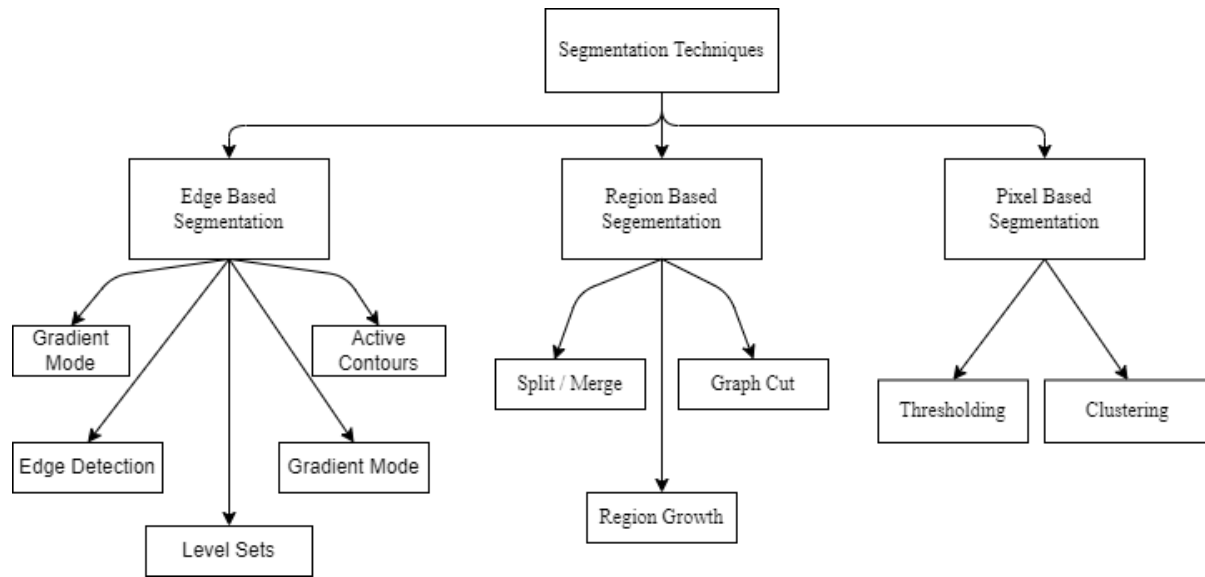 Segmentation Techniques
Edge Based
Segmentation
Region Based
Segementation
Pixel Based
Segmentation
Gradient
Mode
Active
Contours
Split / Merge
Graph Cut
Thresholding
Clustering
Edge Detection
Gradient Mode
Region Growth
Level Sets